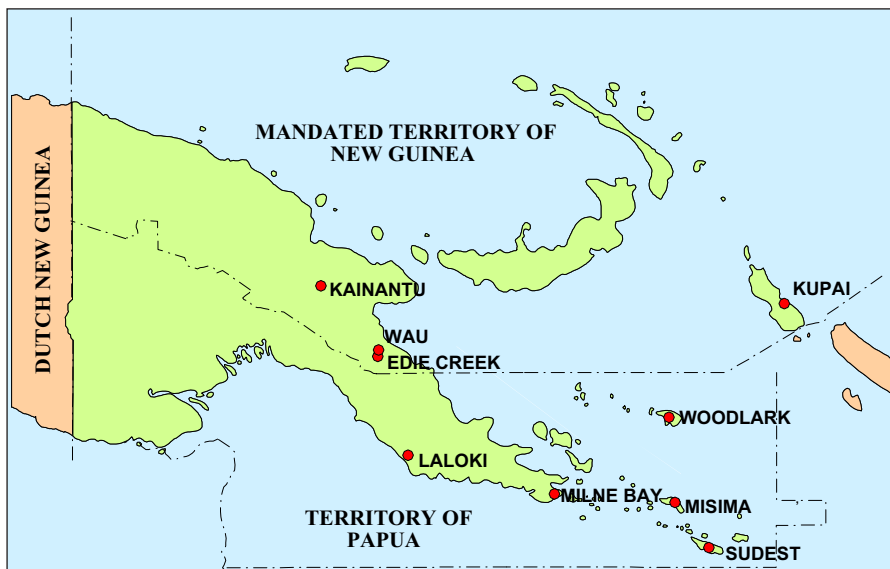 MANDATED TERRITORY OF
NEW GUINEA
DUTCH NEW GUINEA
KAINANTU
KUPAI
WAU
EDIE CREEK
WOODLARK
LALOKI
MILNE BAY
MISIMA
TERRITORY OF
PAPUA
SUDEST